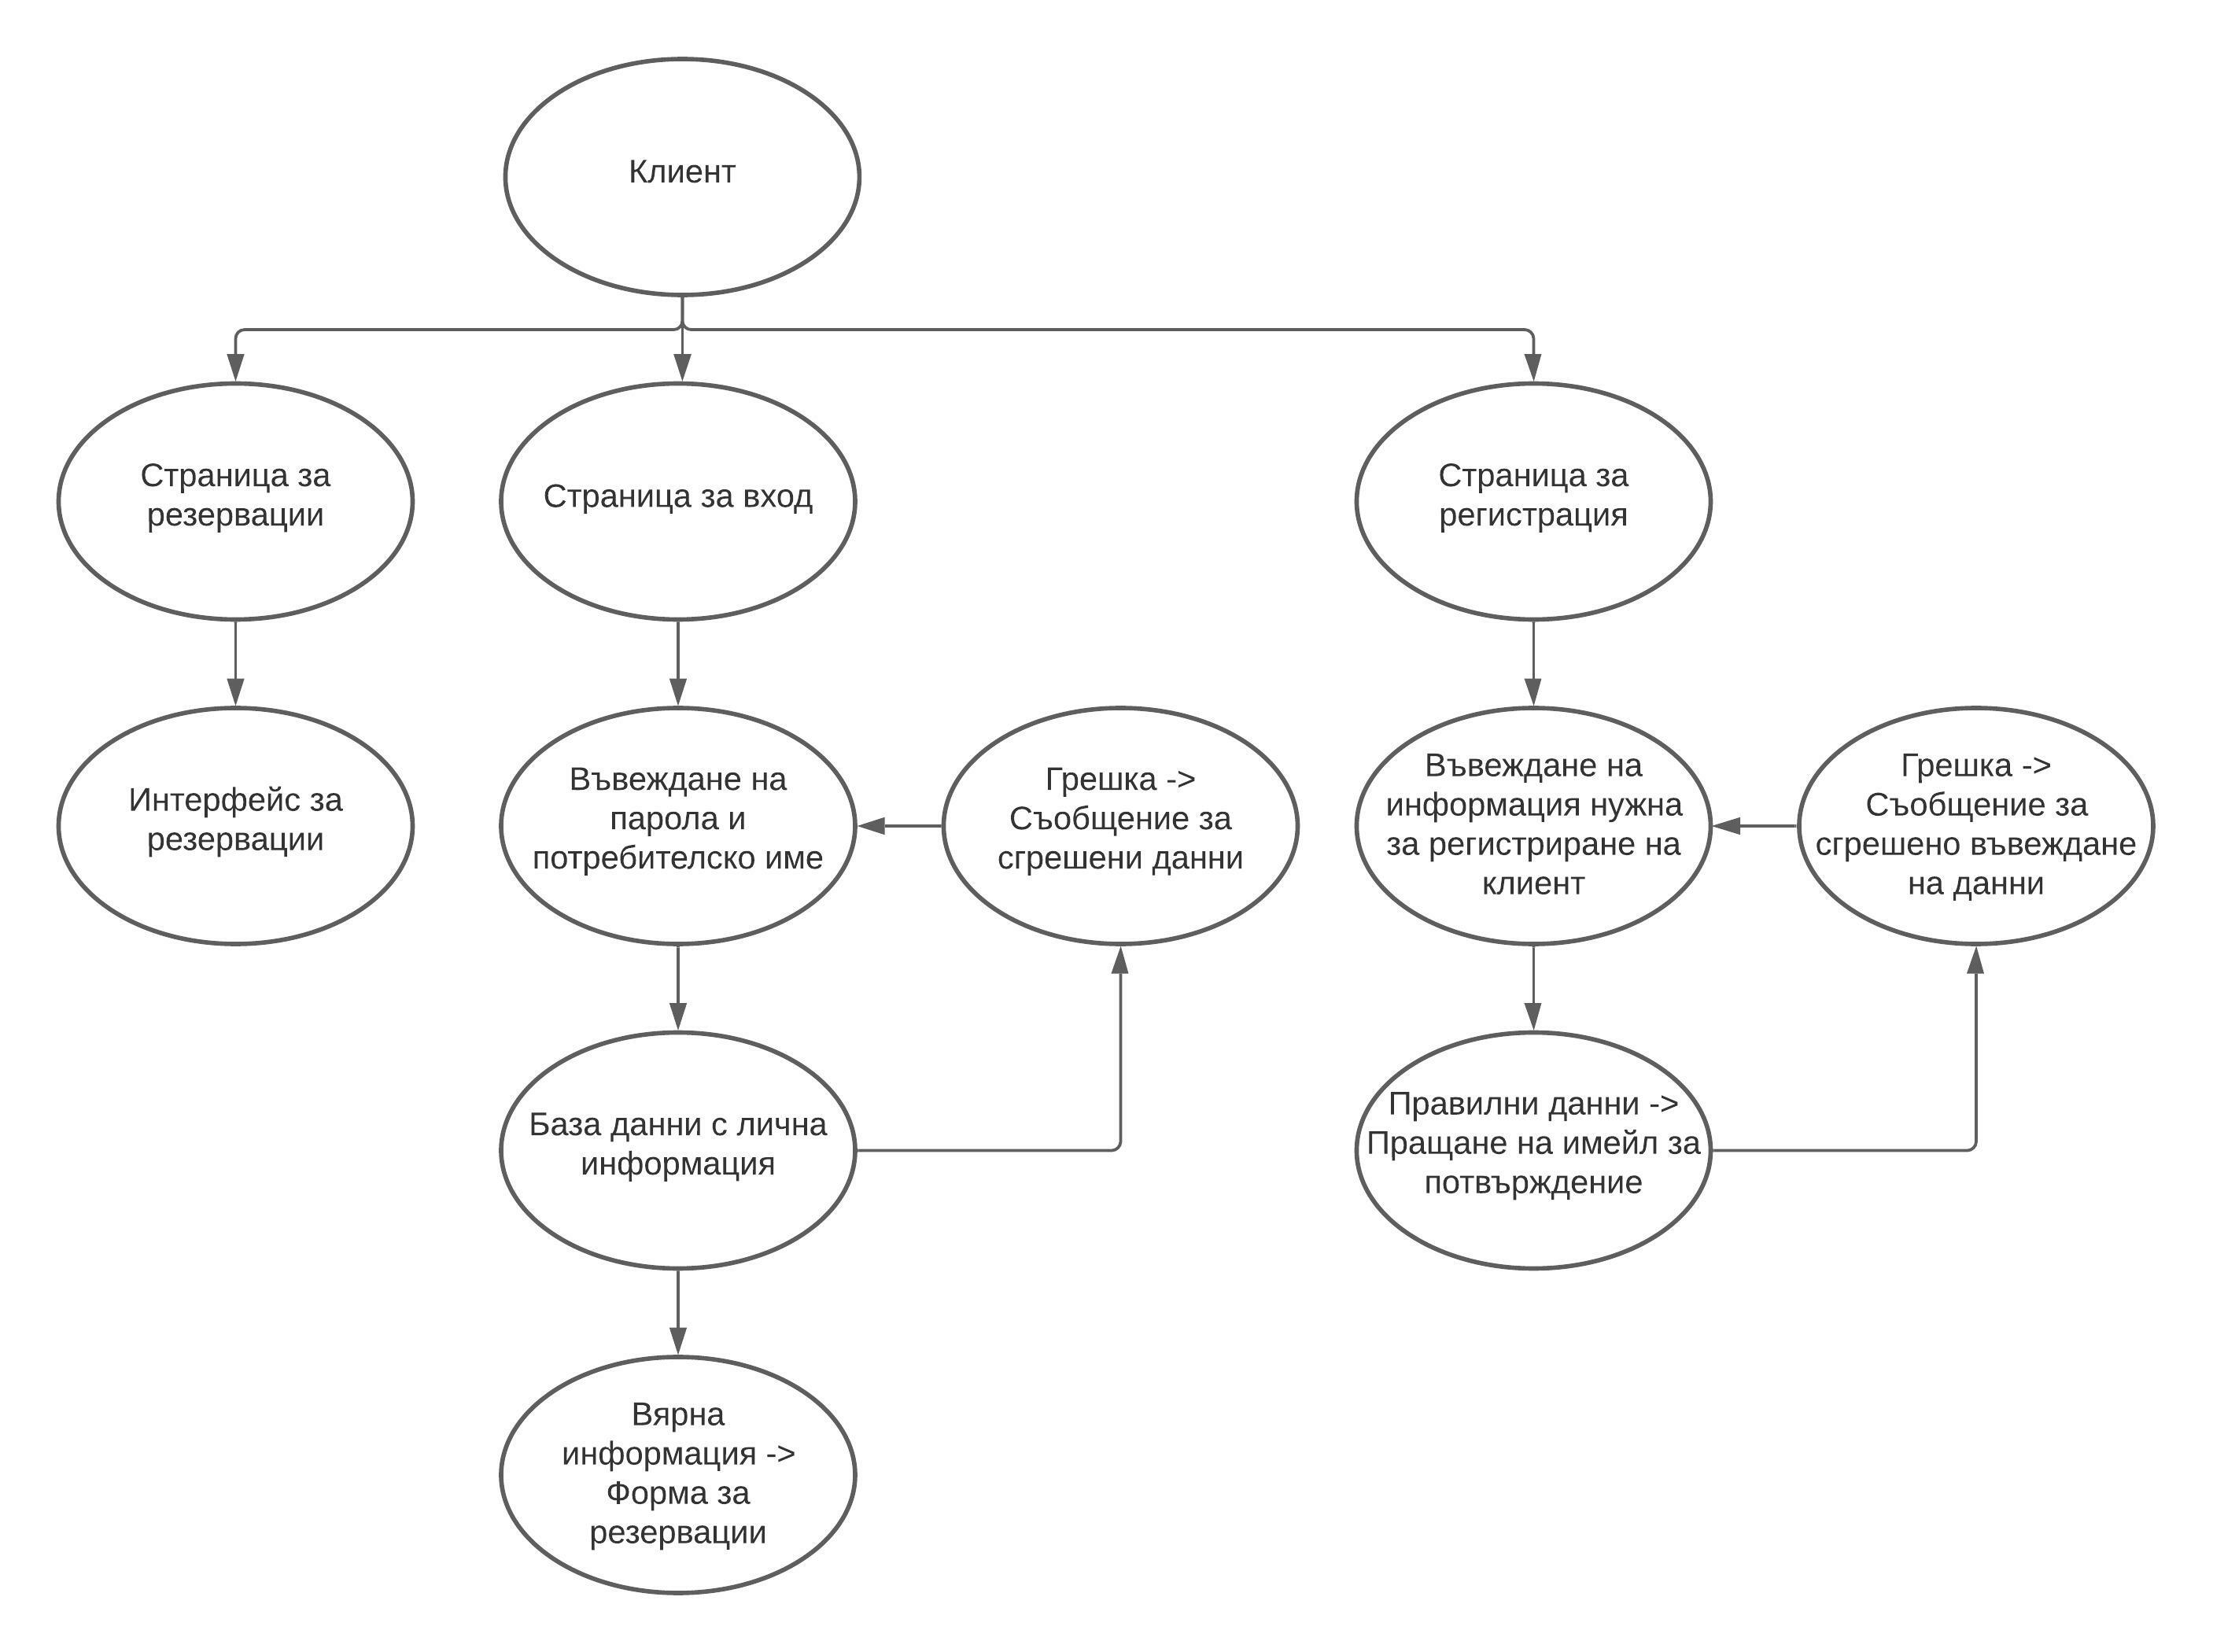 Клиент
Страница за
резервации
Страница за вход
Страница за
регистрация
Интерфейс за
резервации
Въвеждане на
парола и
потребителско име
Грешка ->
Съобщение за
сгрешени данни
Въвеждане на
информация нужна
за регистриране на
клиент
Грешка ->
Съобщение за
сгрешено въвеждане
на данни
База данни с лична
информация
Правилни данни ->
Пращане на имейл за
потвърждение
Вярна
информация ->
Форма за
резервации